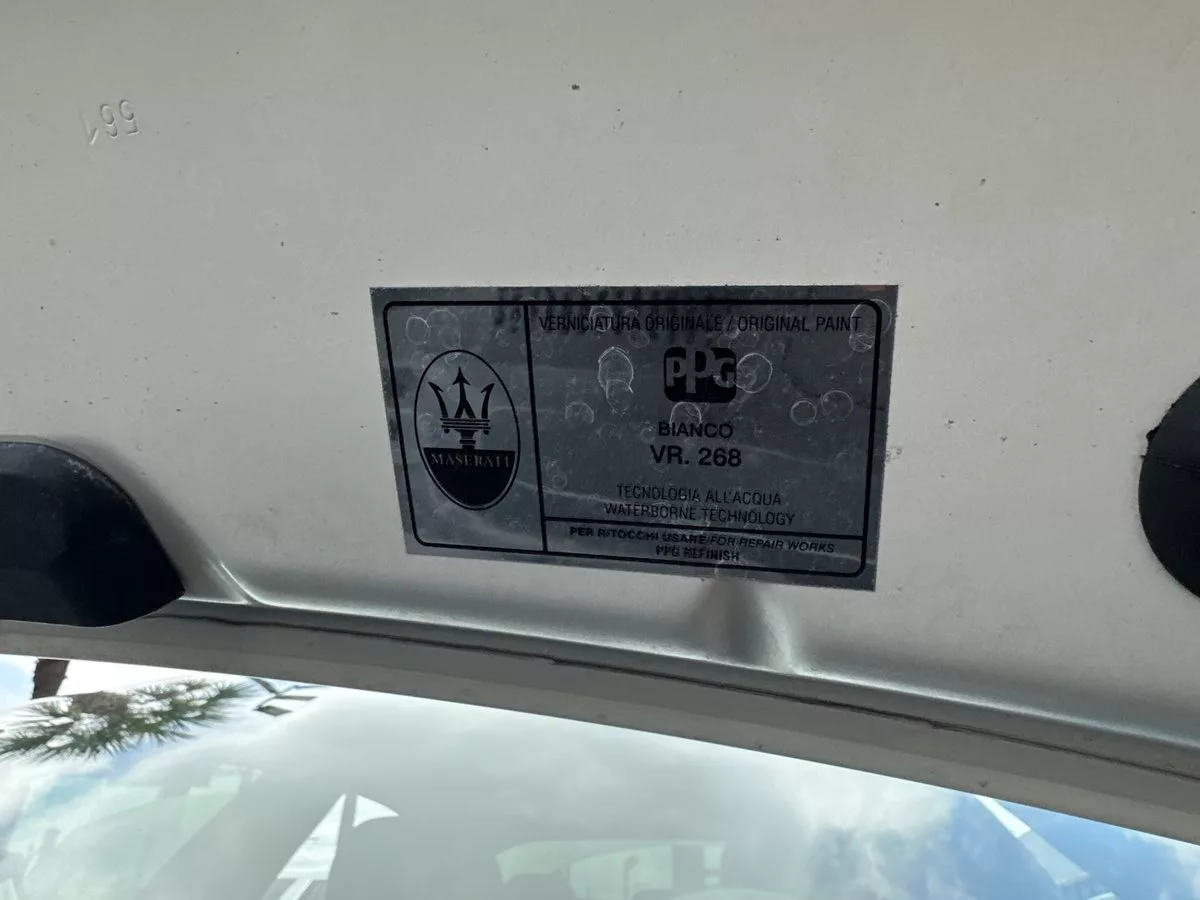 561
VERNICIATURA ORIGINALE / ORIGINAL PAINT
PPG
BIANCO
VR. 268
MASERATI
TECNOLOGIA ALL'ACQUA
WATERBORNE TECHNOLOGY
PER RITOCCHI USARE-FOR REPAIR WORKS
PPG REFINISH